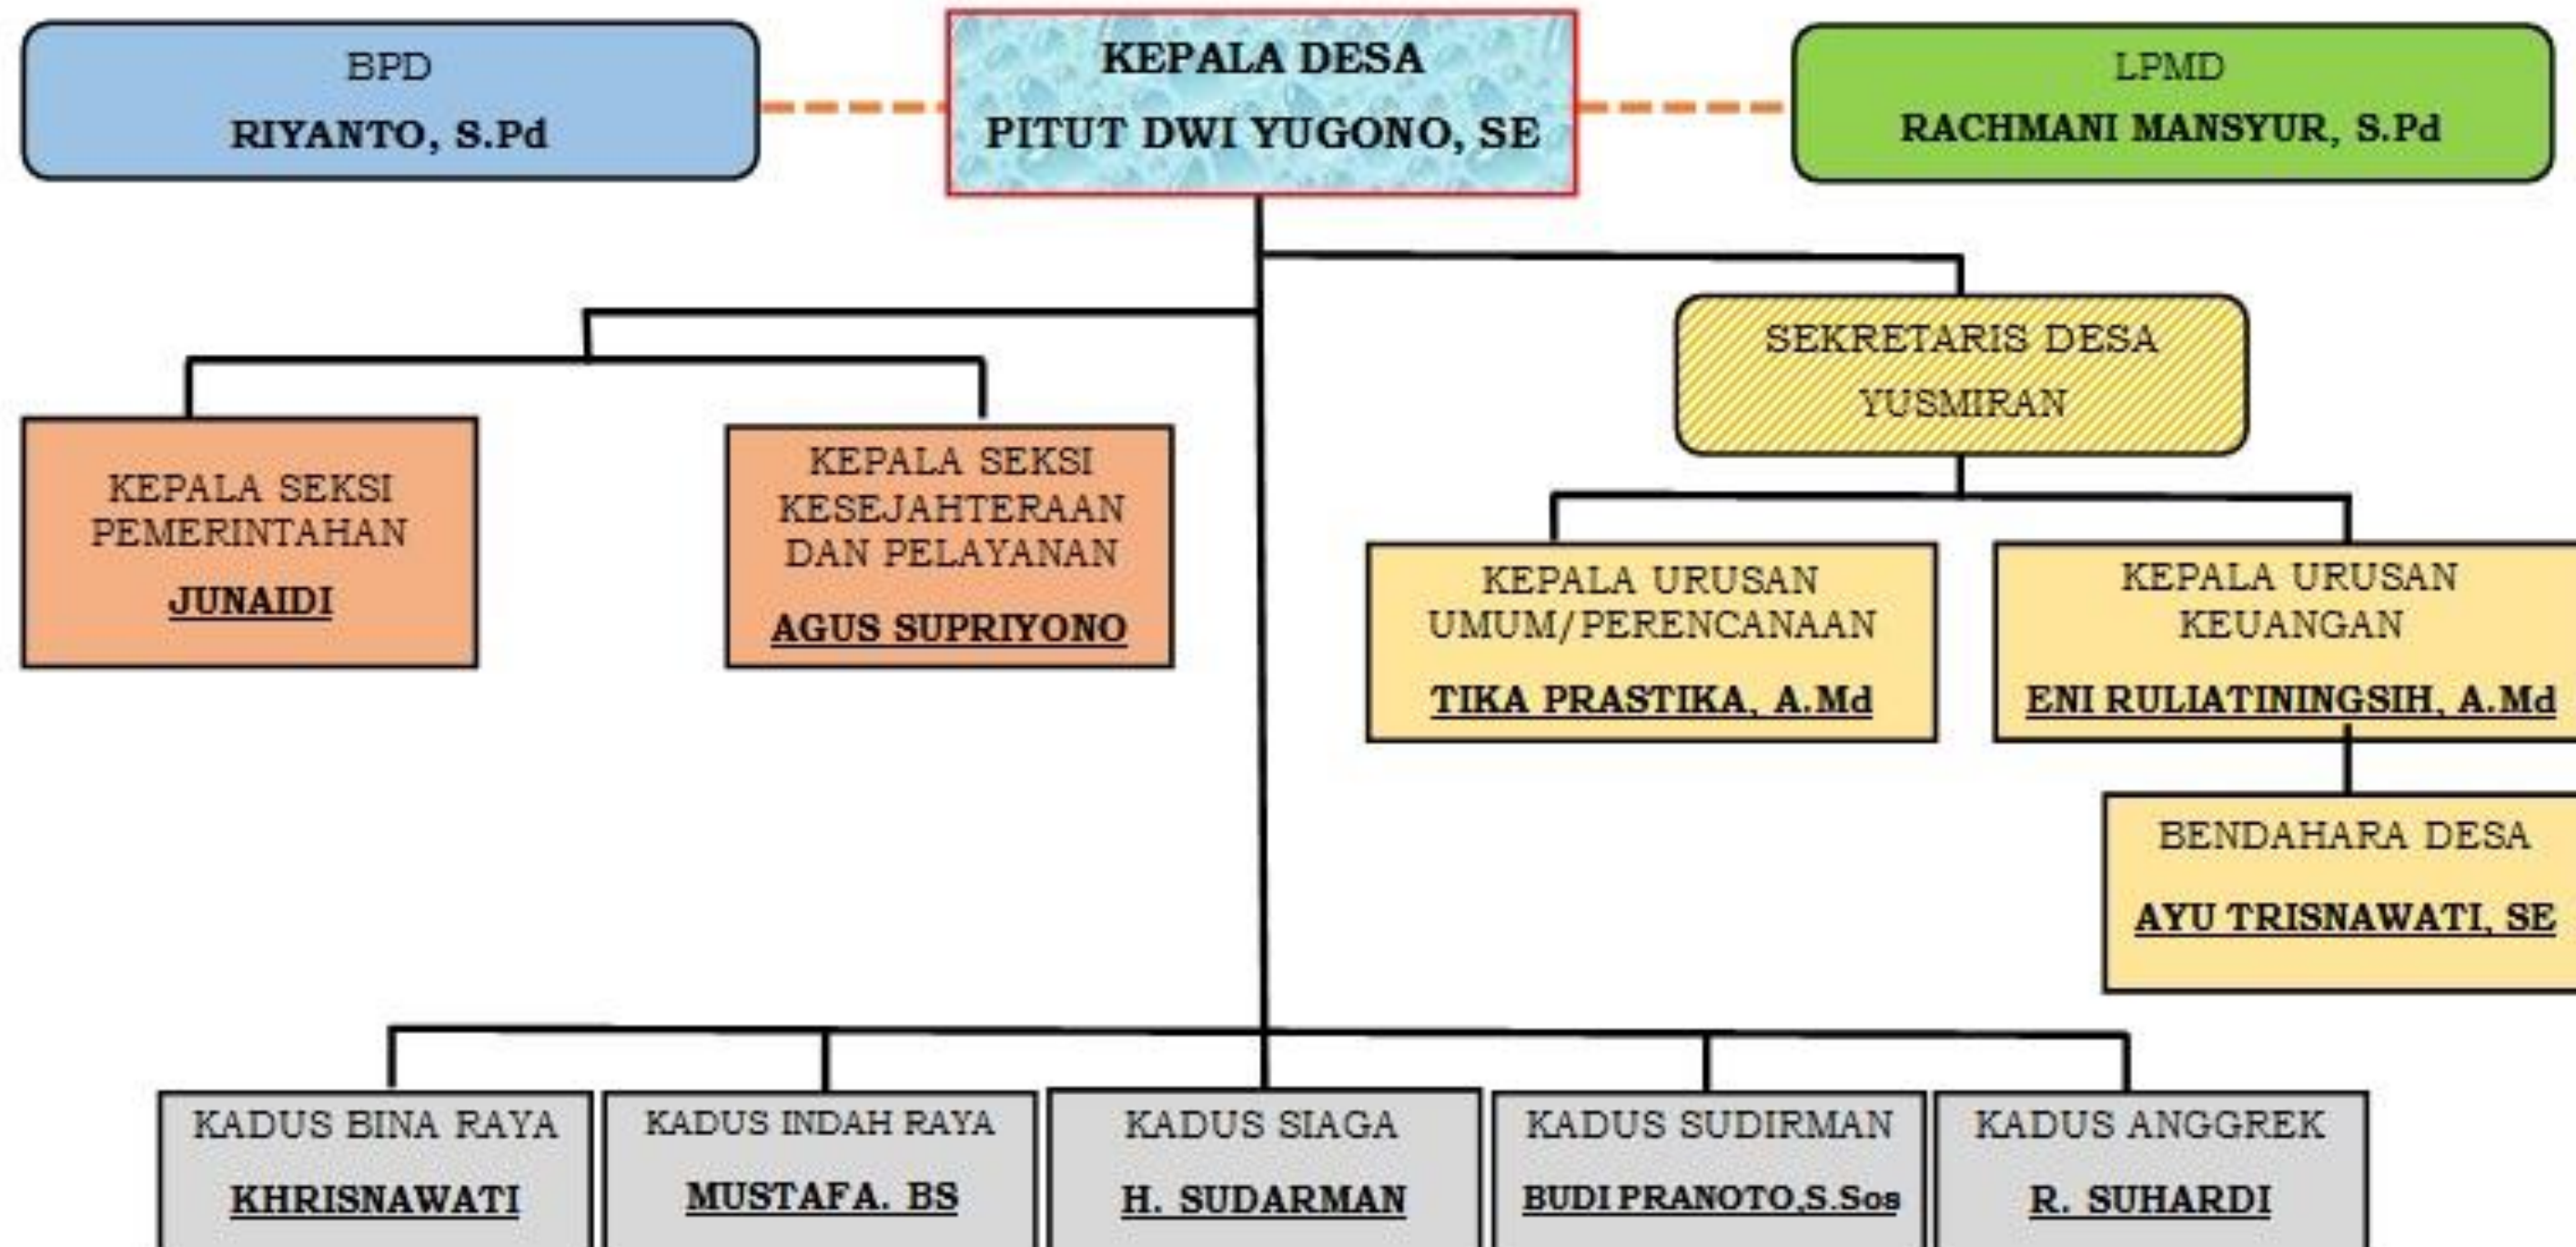 BPD
RIYANTO, S.Pd
KEPALA DESA
PITUT DWI YUGONO, SE
LPMD
RACHMANI MANSYUR, S.Pd
SEKRETARIS DESA
YUSMIRAN
KEPALA SEKSI
PEMERINTAHAN
JUNAIDI
KEPALA SEKSI
KESEJAHTERAAN
DAN PELAYANAN
AGUS SUPRIYONO
KEPALA URUSAN
UMUM/PERENCANAAN
TIKA PRASTIKA, A.Md
KEPALA URUSAN
KEUANGAN
ENI RULIATININGSIH, A.Md
BENDAHARA DESA
AYU TRISNAWATI, SE
KADUS BINA RAYA
KHRISNAWATI
KADUS INDAH RAYA
MUSTAFA. BS
KADUS SIAGA
H. SUDARMAN
KADUS SUDIRMAN
BUDI PRANOTO,S.Sos
KADUS ANGGREK
R. SUHARDI